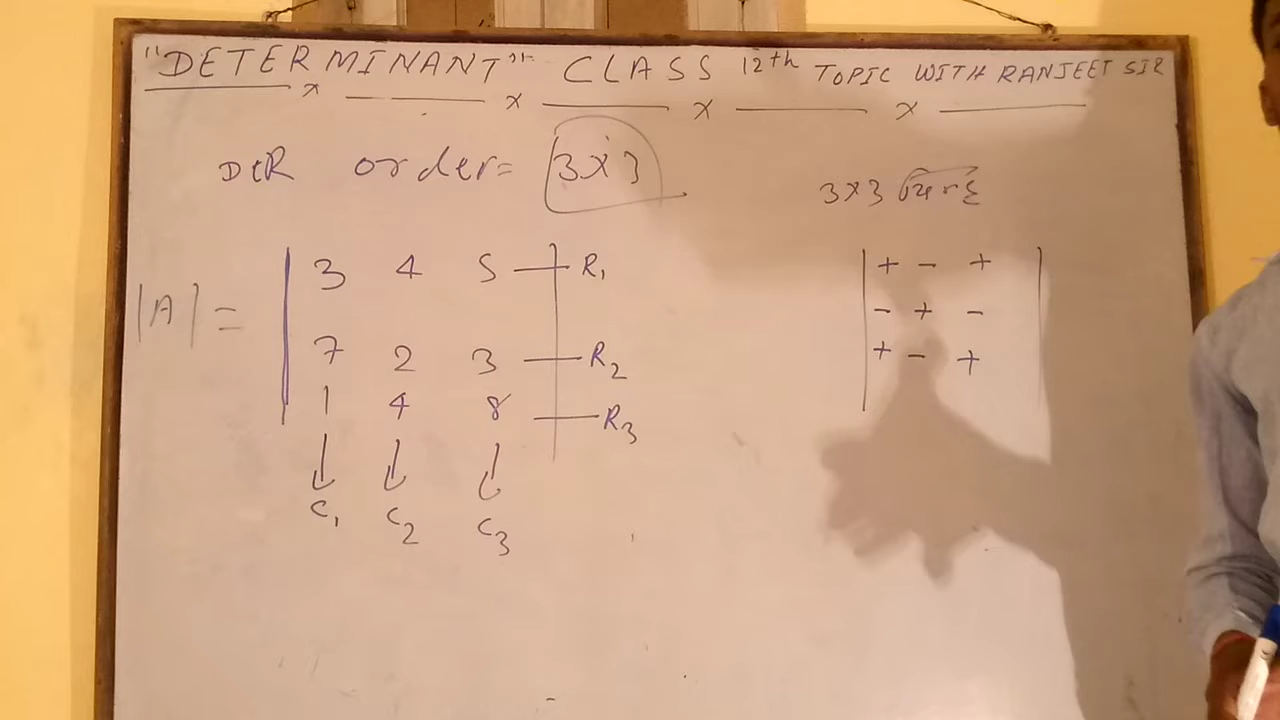 "DETERMINANT" CLASS 12th TOPIC WITH RANJEET SIR
order= 3x3
3x3
|A| = | 3 4 5 | R1
7 2 3 R2
1 4 8 R3
C1 C2 C3
| + - + |
- + -
+ - +